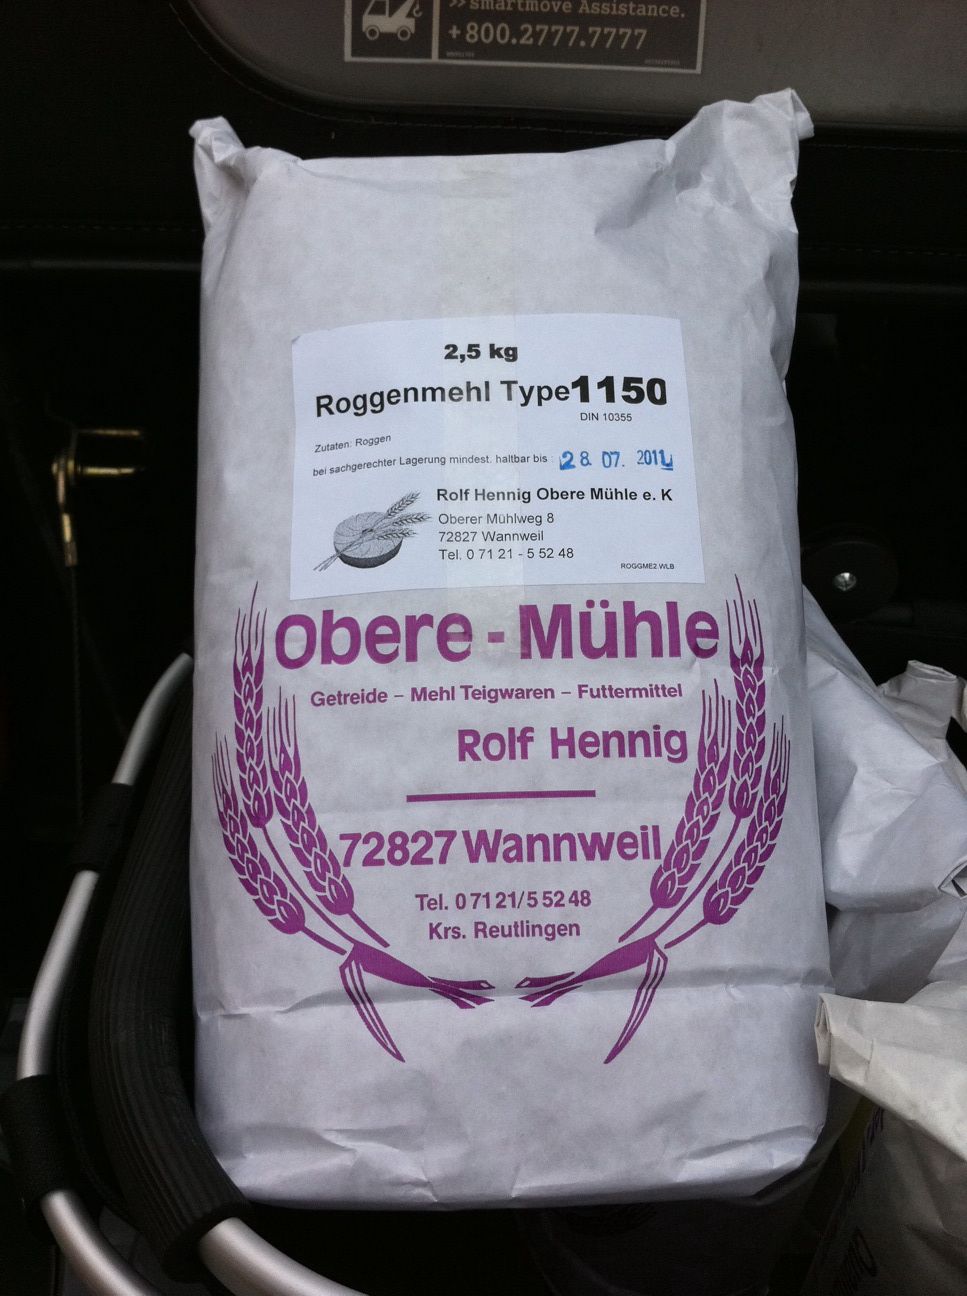 >> smartmove Assistance.
+800.2777.7777
2,5 kg
Roggenmehl Type 1150
DIN 10355
Zutaten: Roggen
bei sachgerechter Lagerung mindest. haltbar bis : 28. 07. 2011
Rolf Hennig Obere Mühle e. K
Oberer Mühlweg 8
72827 Wannweil
Tel. 0 71 21 - 5 52 48
ROGGME2.WLB
Obere - Mühle
Getreide – Mehl Teigwaren – Futtermittel
Rolf Hennig
72827 Wannweil
Tel. 0 71 21/5 52 48
Krs. Reutlingen